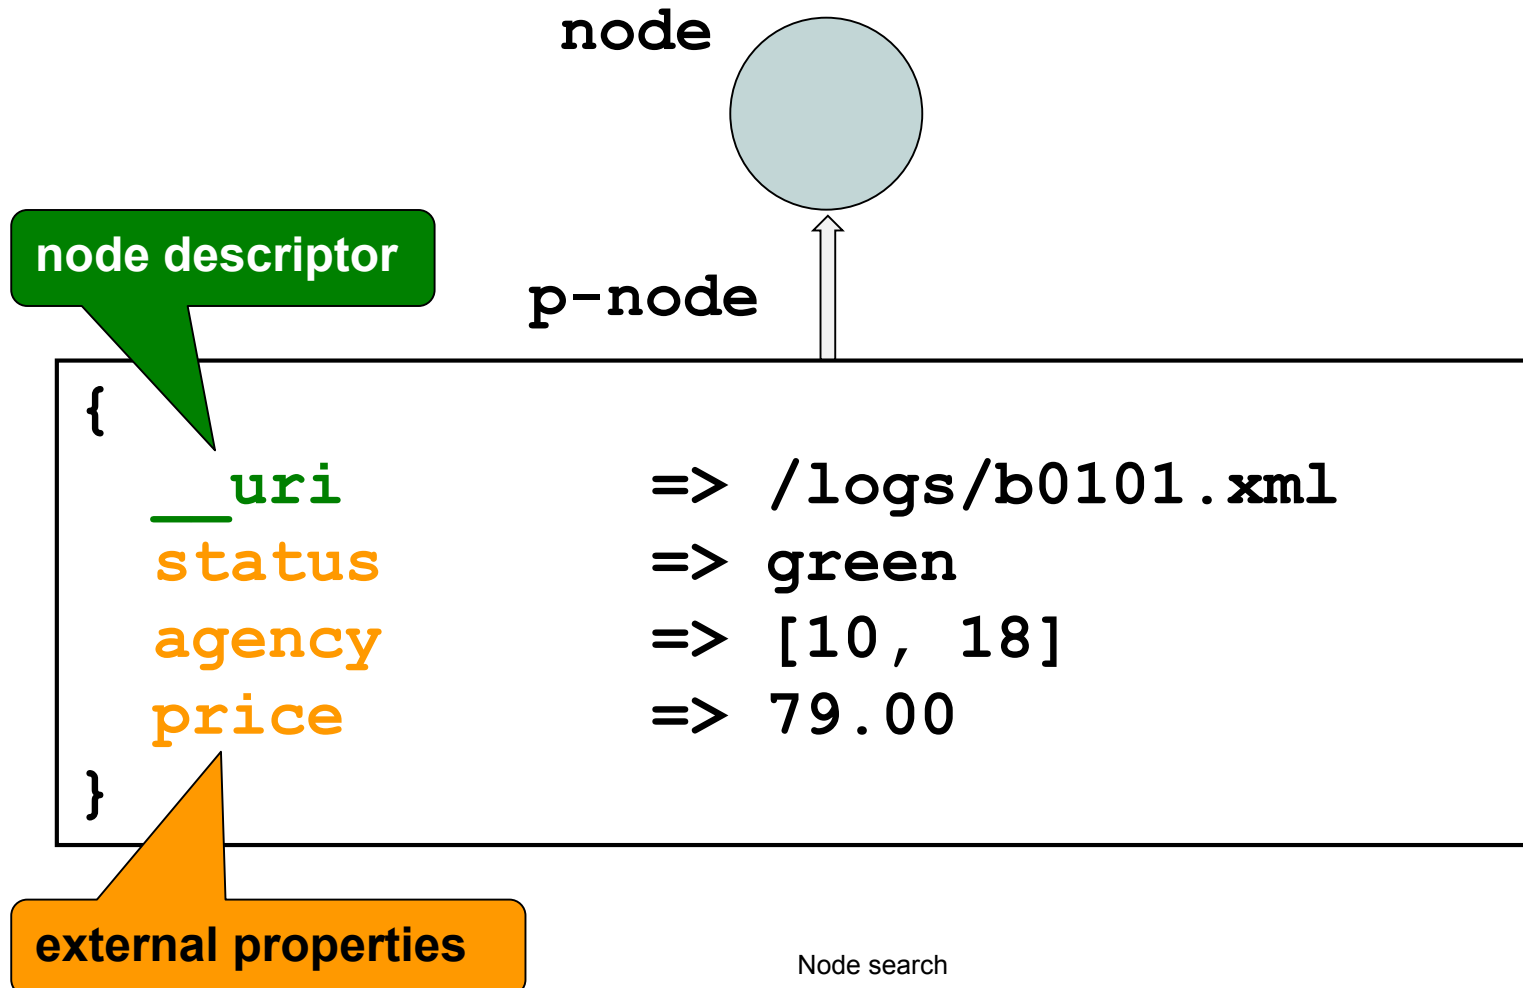 node
node descriptor
p-node
{
__uri => /logs/b0101.xml
status => green
agency => [10, 18]
price => 79.00
}
external properties
Node search